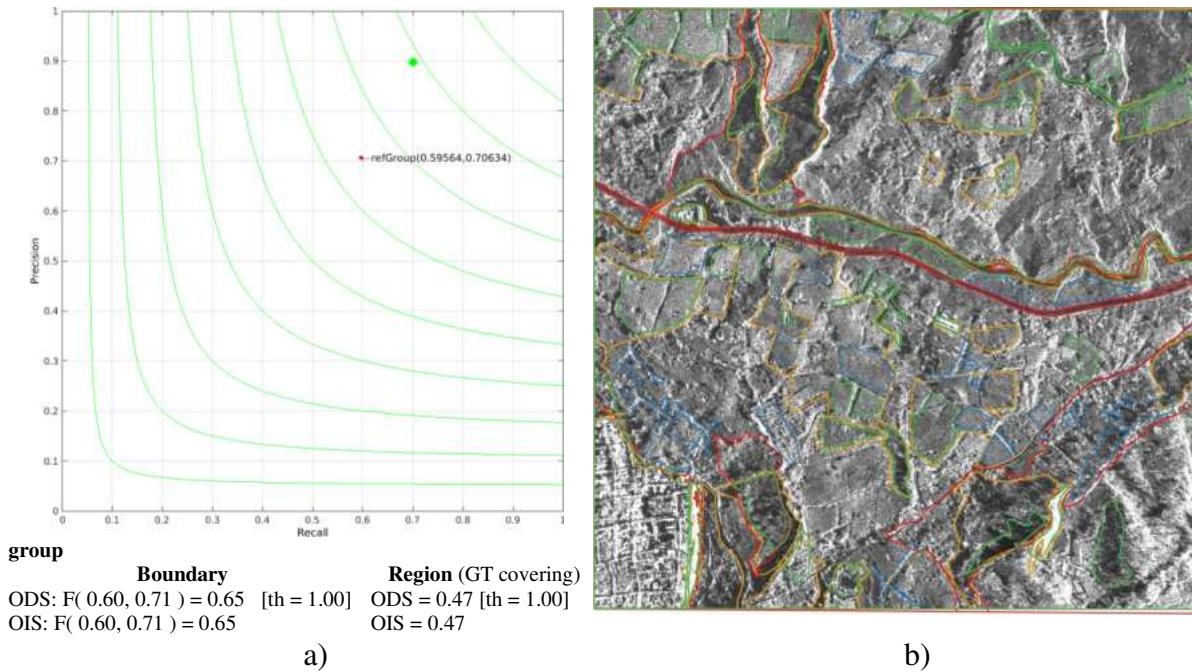 1
0.9
0.8
0.7
0.6
0.5
0.4
0.3
0.2
0.1
0
Precision
refGroup(0.59564,0.70634)
0 0.1 0.2 0.3 0.4 0.5 0.6 0.7 0.8 0.9 1
Recall
group
Boundary Region (GT covering)
ODS: F( 0.60, 0.71 ) = 0.65 [th = 1.00] ODS = 0.47 [th = 1.00]
OIS: F( 0.60, 0.71 ) = 0.65 OIS = 0.47
a) b)